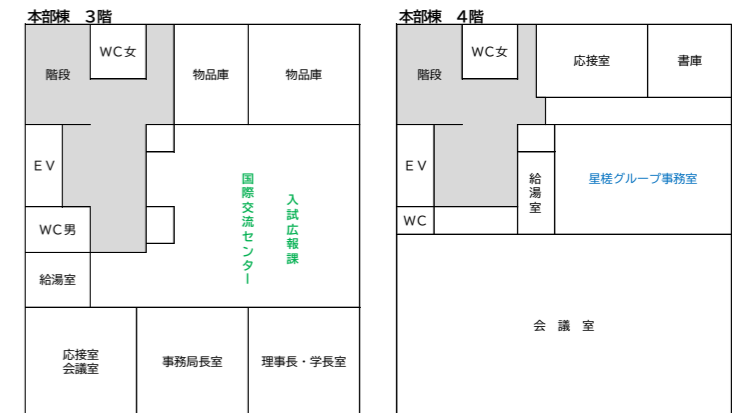 本部棟　3階
階段
WC女
物品庫
物品庫
EV
国際交流センター
入試広報課
WC男
給湯室
応接室
会議室
事務局長室
理事長・学長室
本部棟　4階
階段
WC女
応接室
書庫
EV
給湯室
星槎グループ事務室
WC
会　議　室